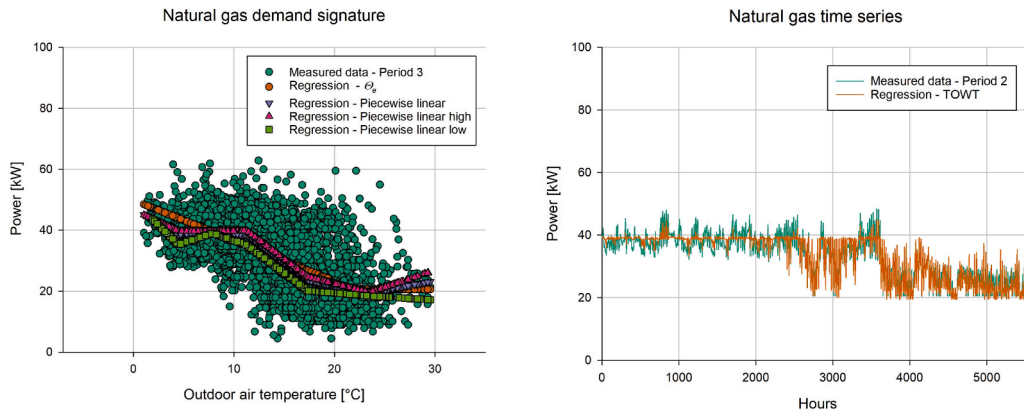 Natural gas demand signature
100
80
60
40
20
0
Power [kW]
Measured data - Period 3
Regression - Θₑ
Regression - Piecewise linear
Regression - Piecewise linear high
Regression - Piecewise linear low
0 10 20 30
Outdoor air temperature [°C]
Natural gas time series
100
80
60
40
20
0
Power [kW]
Measured data - Period 2
Regression - TOWT
0 1000 2000 3000 4000 5000
Hours